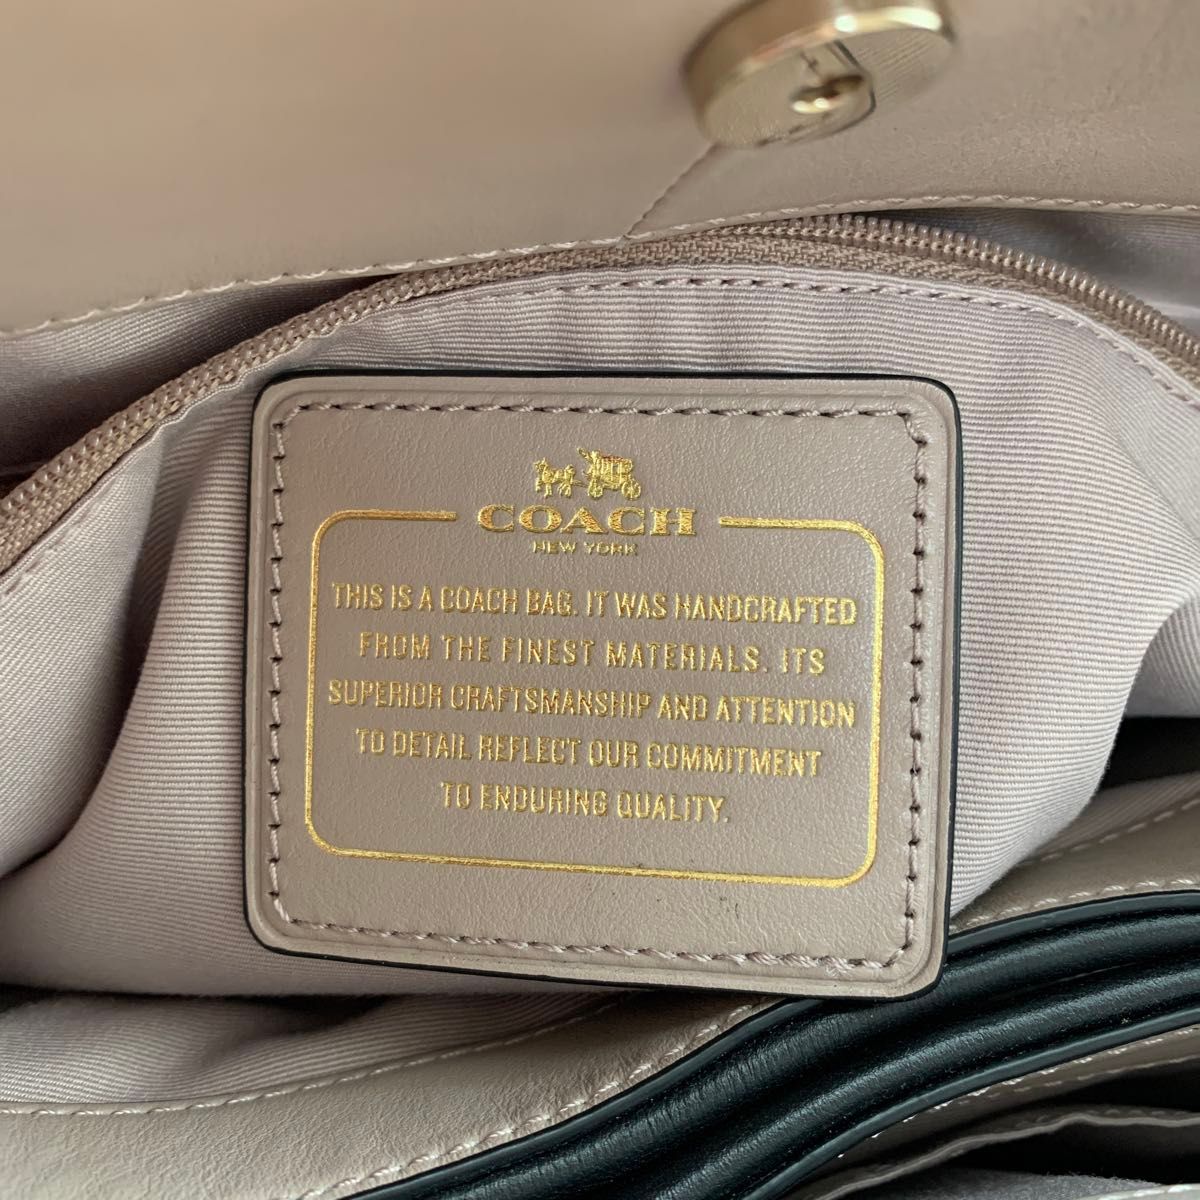 COACH
NEW YORK
THIS IS A COACH BAG. IT WAS HANDCRAFTED
FROM THE FINEST MATERIALS. ITS
SUPERIOR CRAFTSMANSHIP AND ATTENTION
TO DETAIL REFLECT OUR COMMITMENT
TO ENDURING QUALITY.